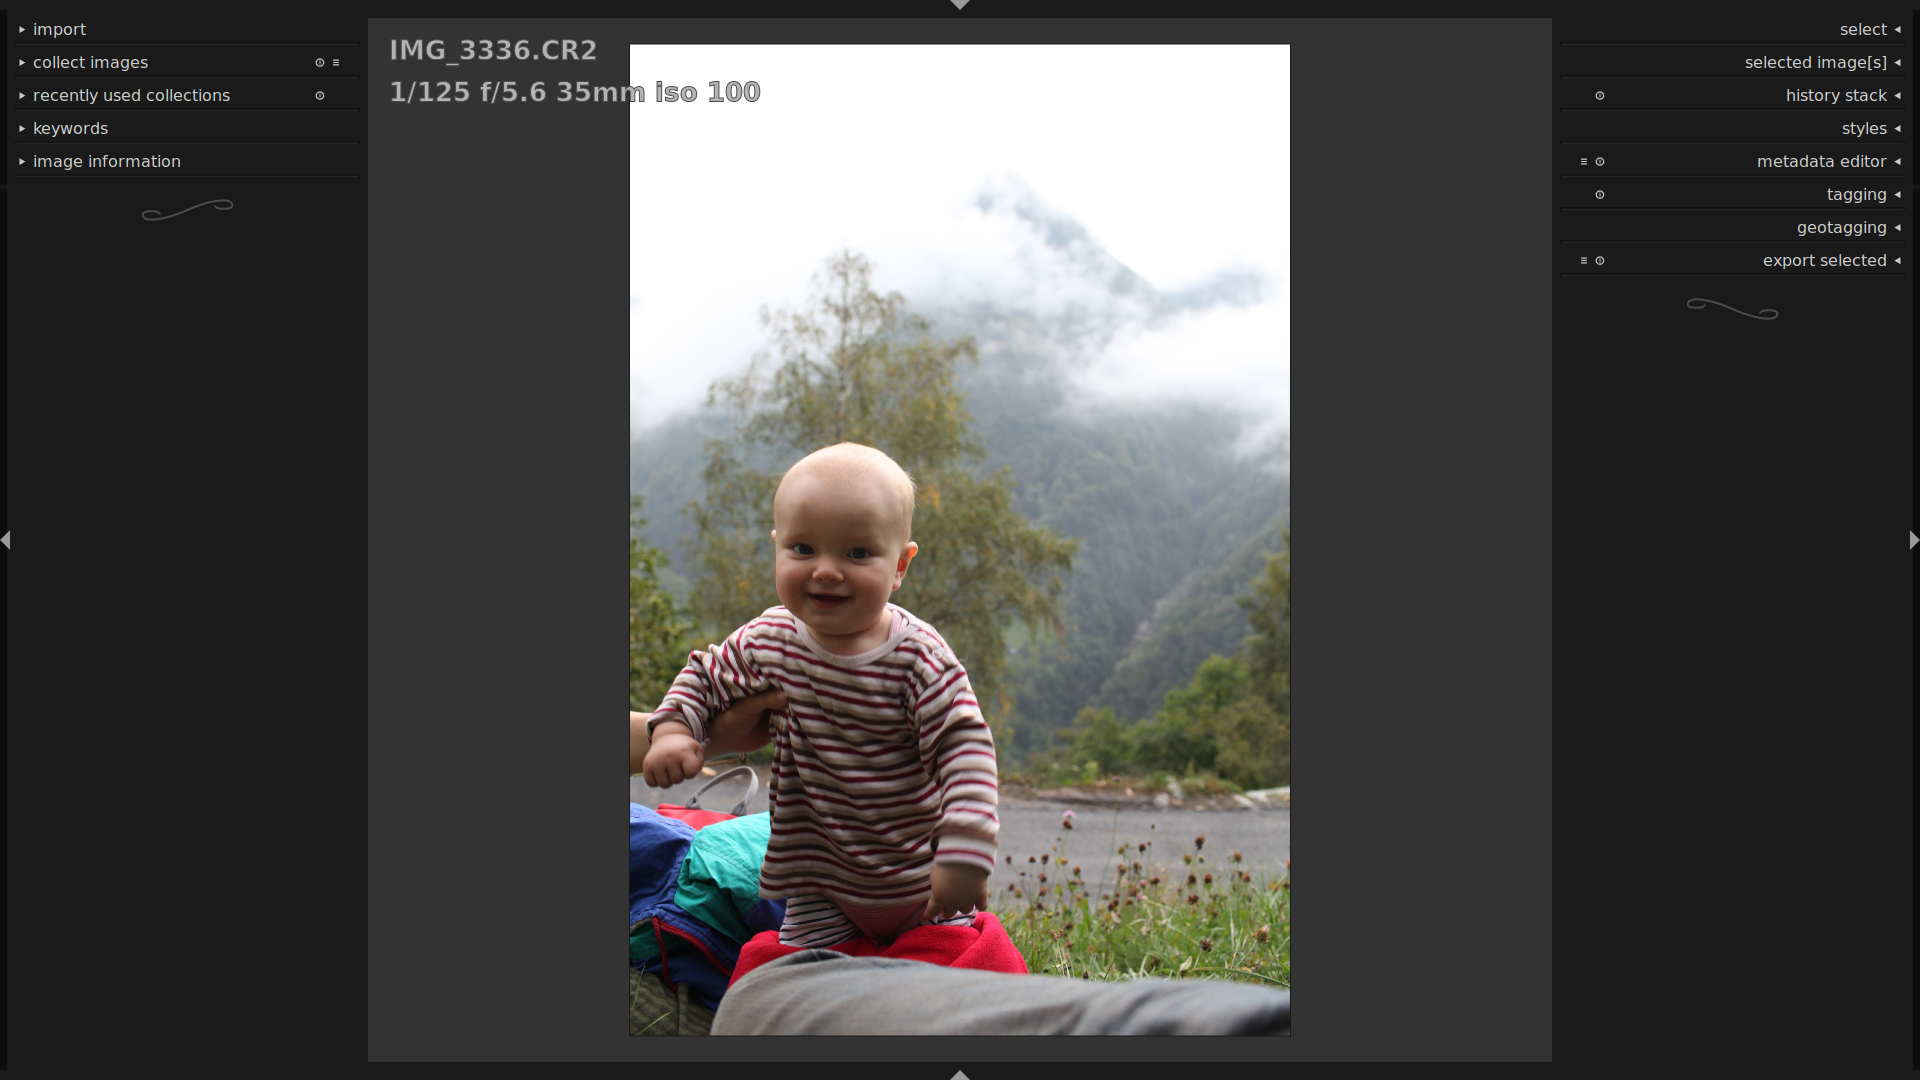 import
collect images
recently used collections
keywords
image information
IMG_3336.CR2
1/125 f/5.6 35mm iso 100
select
selected image[s]
history stack
styles
metadata editor
tagging
geotagging
export selected